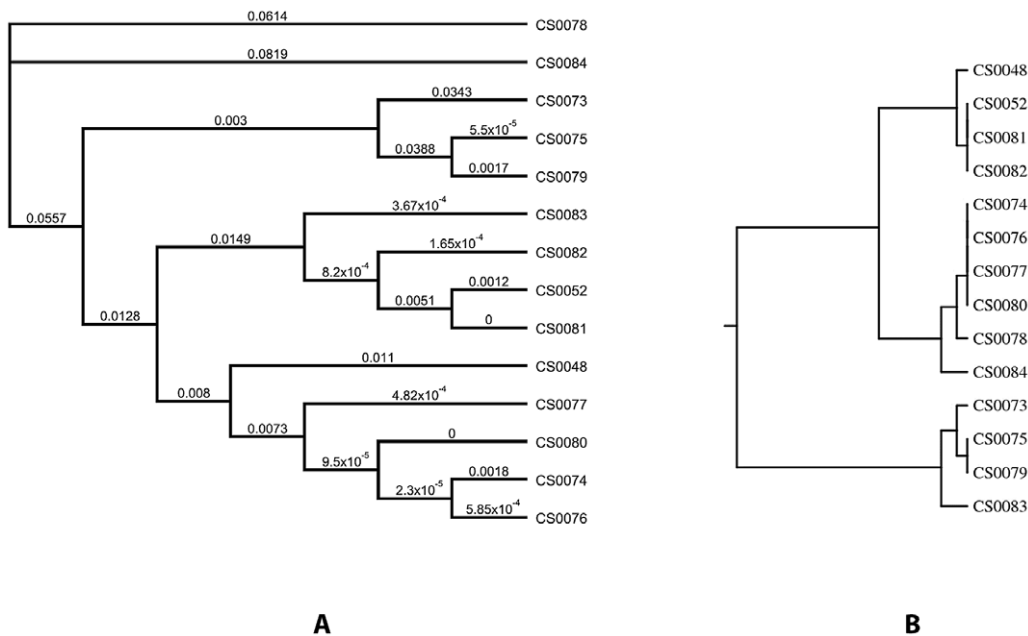 0.0614
CS0078
0.0819
CS0084
0.0343
CS0073
0.003
5.5x10⁻⁵
CS0075
0.0388
0.0017
CS0079
3.67x10⁻⁴
CS0083
0.0557
0.0149
1.65x10⁻⁴
CS0082
8.2x10⁻⁴
0.0012
CS0052
0.0051
0
CS0081
0.0128
0.011
CS0048
0.008
4.82x10⁻⁴
CS0077
0.0073
0
CS0080
9.5x10⁻⁵
0.0018
CS0074
2.3x10⁻⁵
5.85x10⁻⁴
CS0076
A
CS0048
CS0052
CS0081
CS0082
CS0074
CS0076
CS0077
CS0080
CS0078
CS0084
CS0073
CS0075
CS0079
CS0083
B